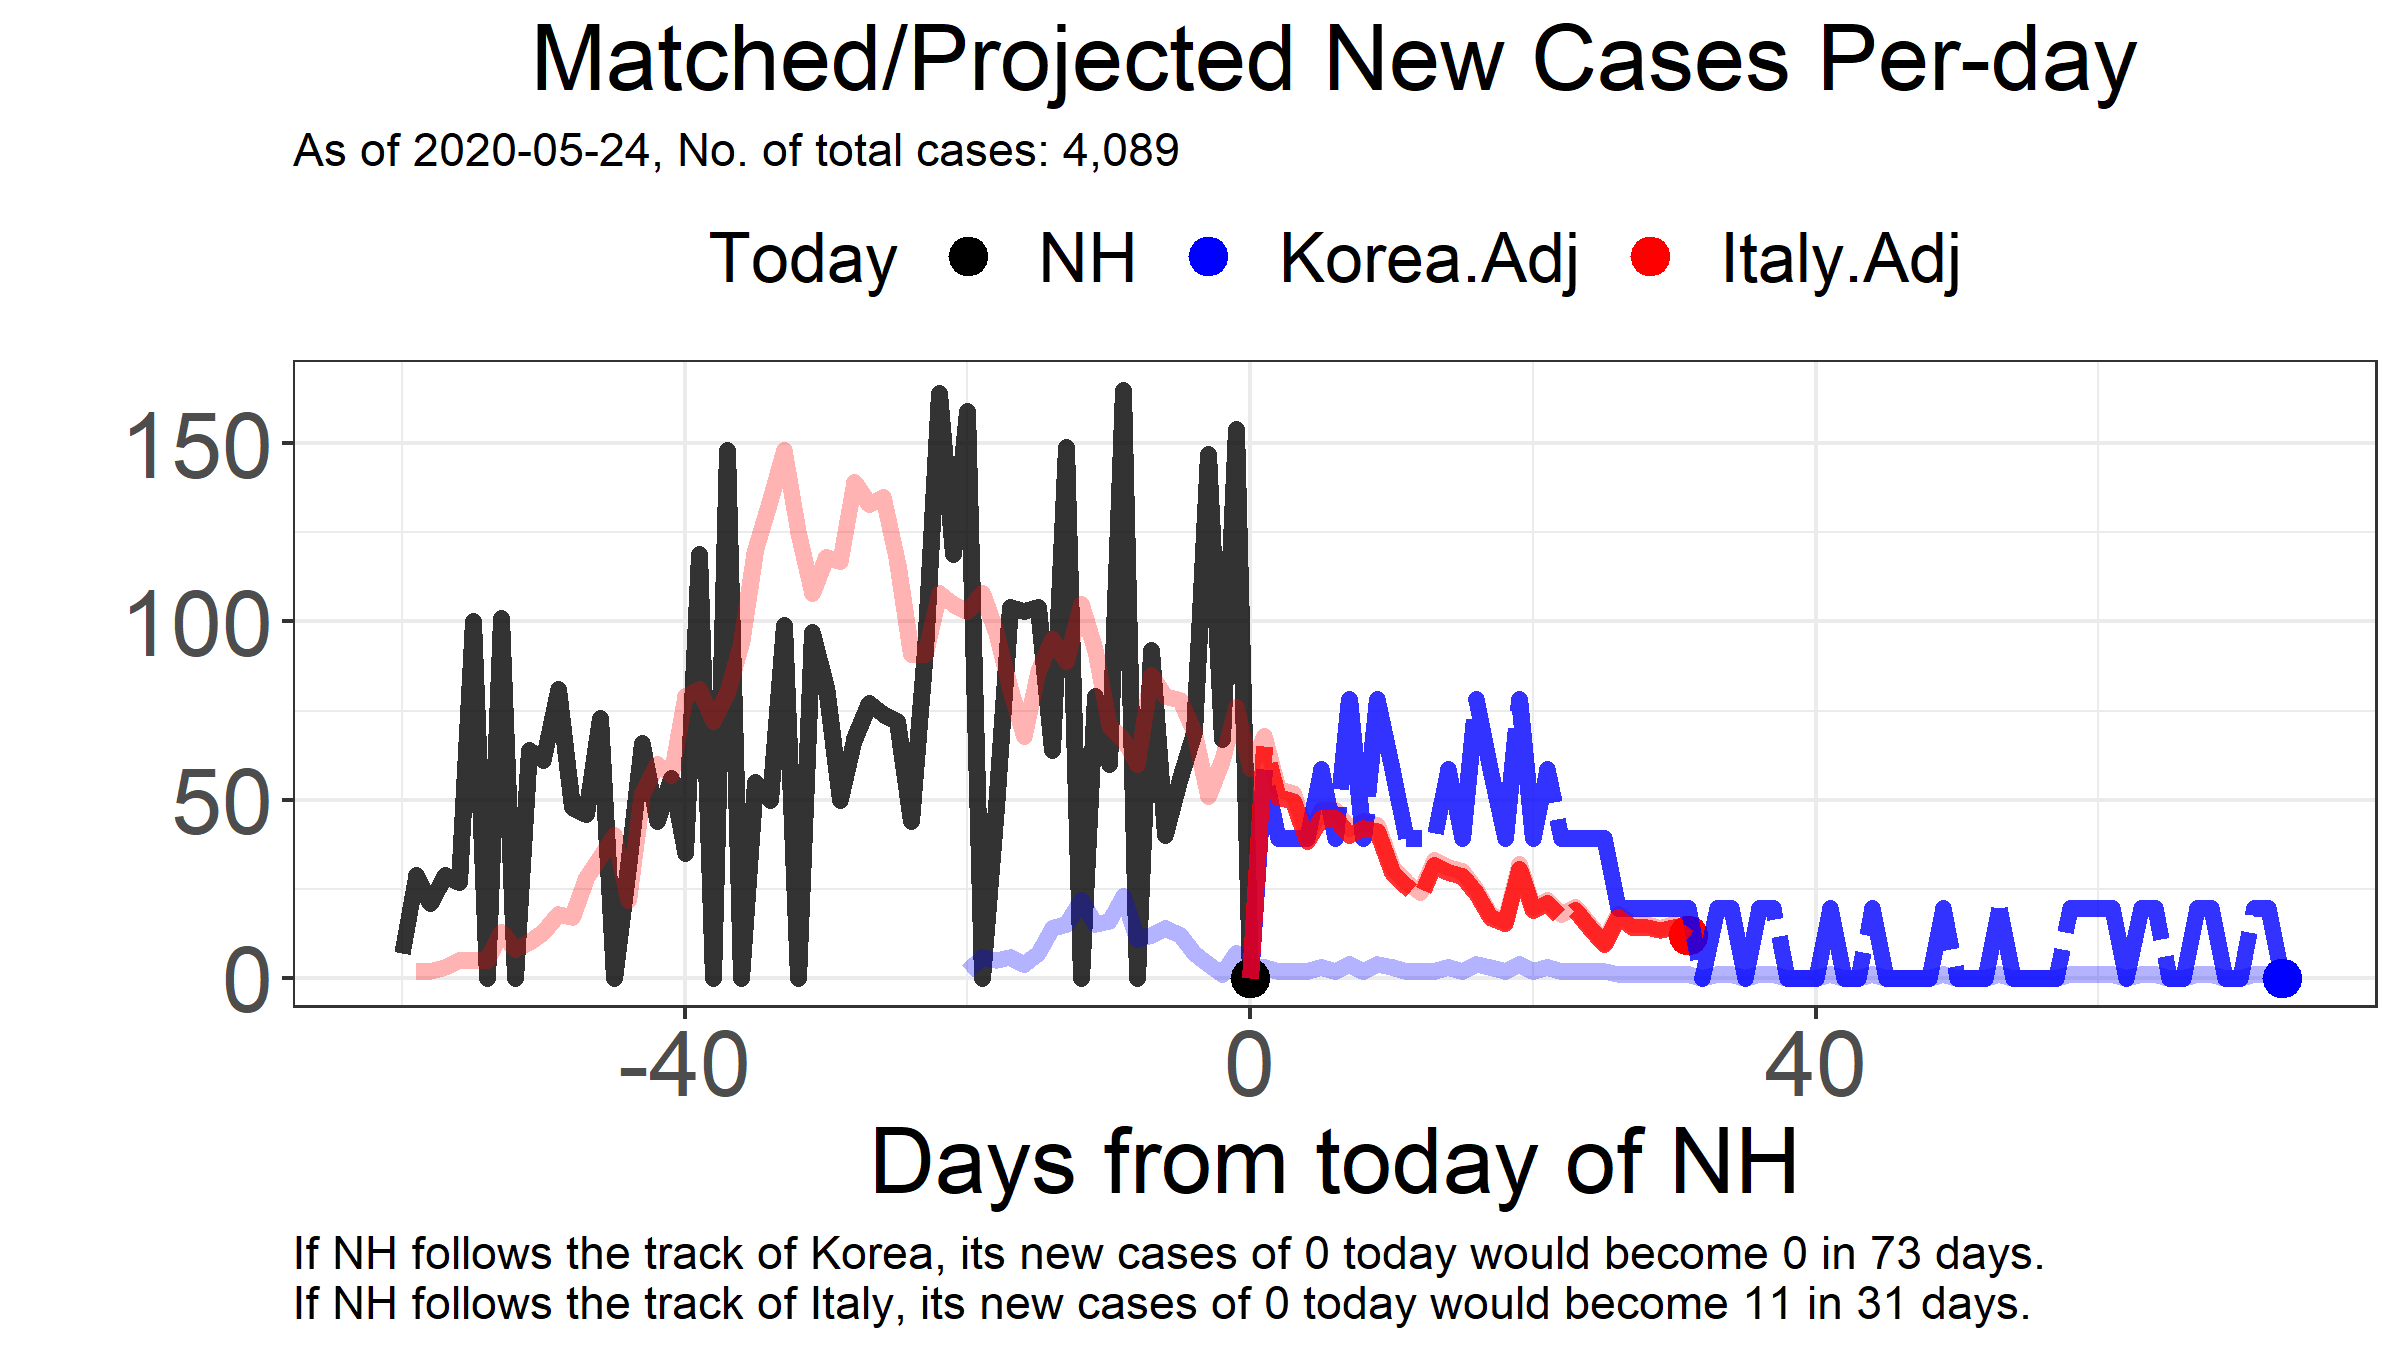 Matched/Projected New Cases Per-day
As of 2020-05-24, No. of total cases: 4,089
Today NH Korea.Adj Italy.Adj
150
100
50
0
-40 0 40
Days from today of NH
If NH follows the track of Korea, its new cases of 0 today would become 0 in 73 days.
If NH follows the track of Italy, its new cases of 0 today would become 11 in 31 days.